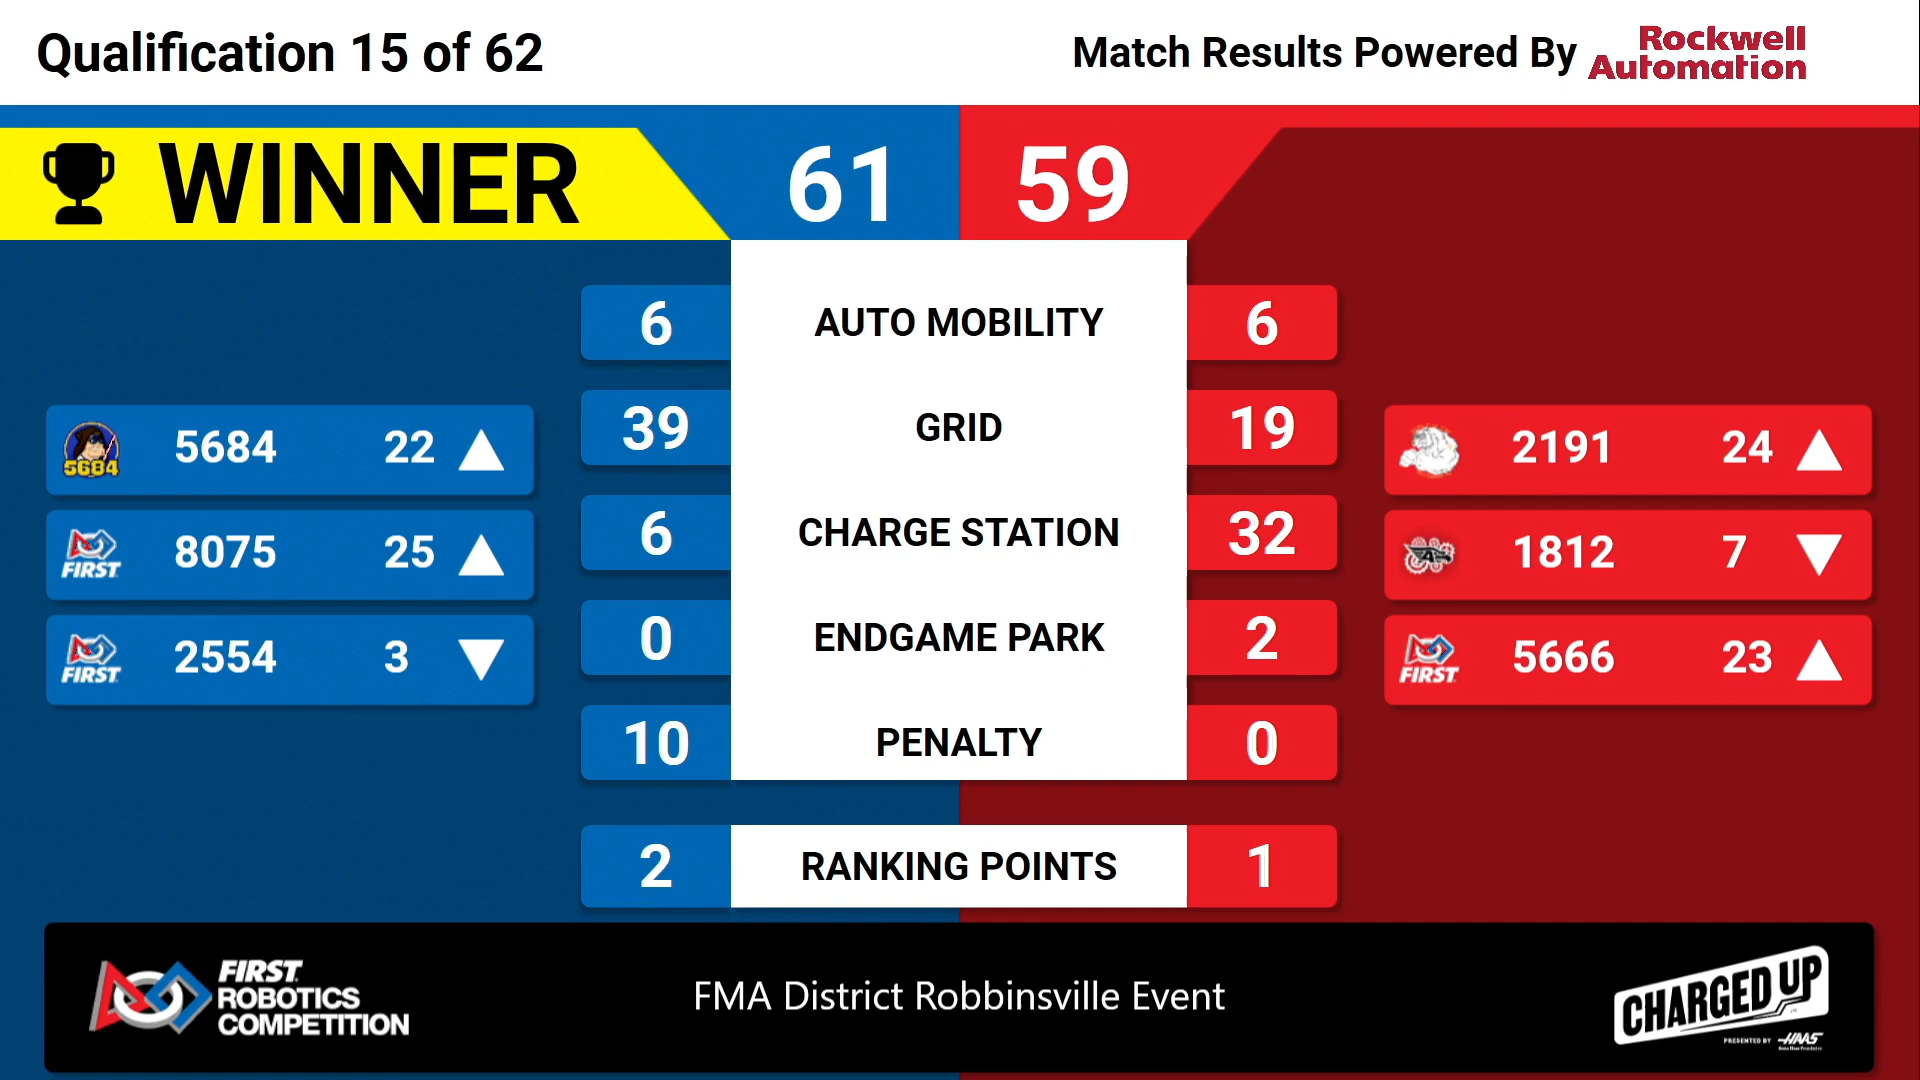 Qualification 15 of 62
Match Results Powered By Rockwell Automation
WINNER 61 59
6 AUTO MOBILITY 6
39 GRID 19
5684 5684 22
2191 24
6 CHARGE STATION 32
FIRST 8075 25
1812 7
0 ENDGAME PARK 2
FIRST 2554 3
FIRST 5666 23
10 PENALTY 0
2 RANKING POINTS 1
FIRST
ROBOTICS
COMPETITION
FMA District Robbinsville Event
CHARGED UP
PRESENTED BY HAAS